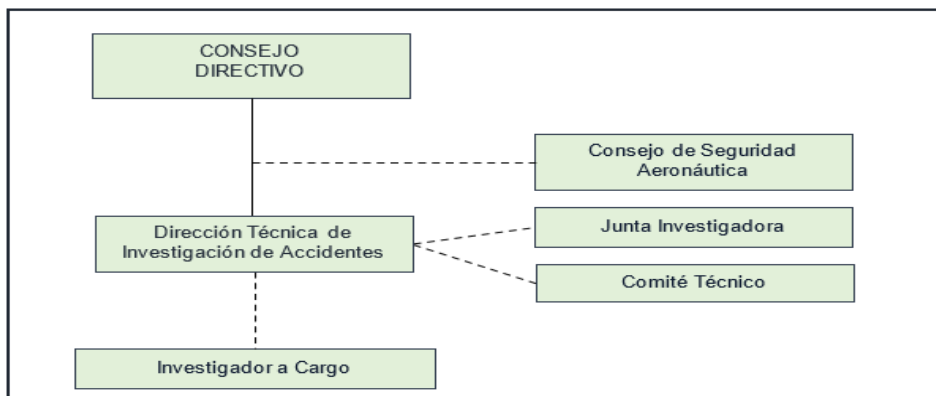 CONSEJO
DIRECTIVO
Consejo de Seguridad
Aeronáutica
Dirección Técnica de
Investigación de Accidentes
Junta Investigadora
Comité Técnico
Investigador a Cargo